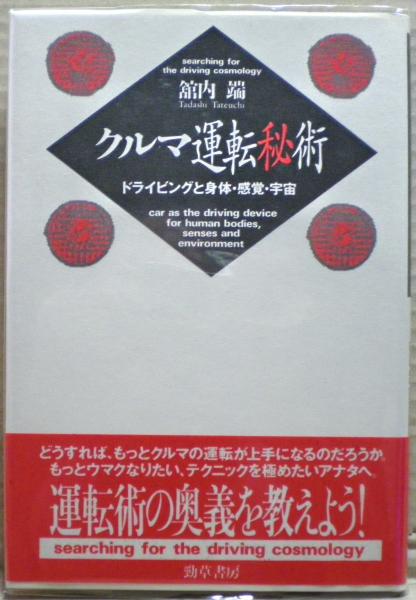 searching for
the driving cosmology
舘内 端
Tadashi Tateuchi
クルマ運転秘術
ドライビングと身体・感覚・宇宙
car as the driving device
for human bodies,
senses and
environment
どうすれば、もっとクルマの運転が上手になるのだろうか。
もっとウマクなりたい、テクニックを極めたいアナタへ。
運転術の奥義を教えよう!
searching for the driving cosmology
勁草書房